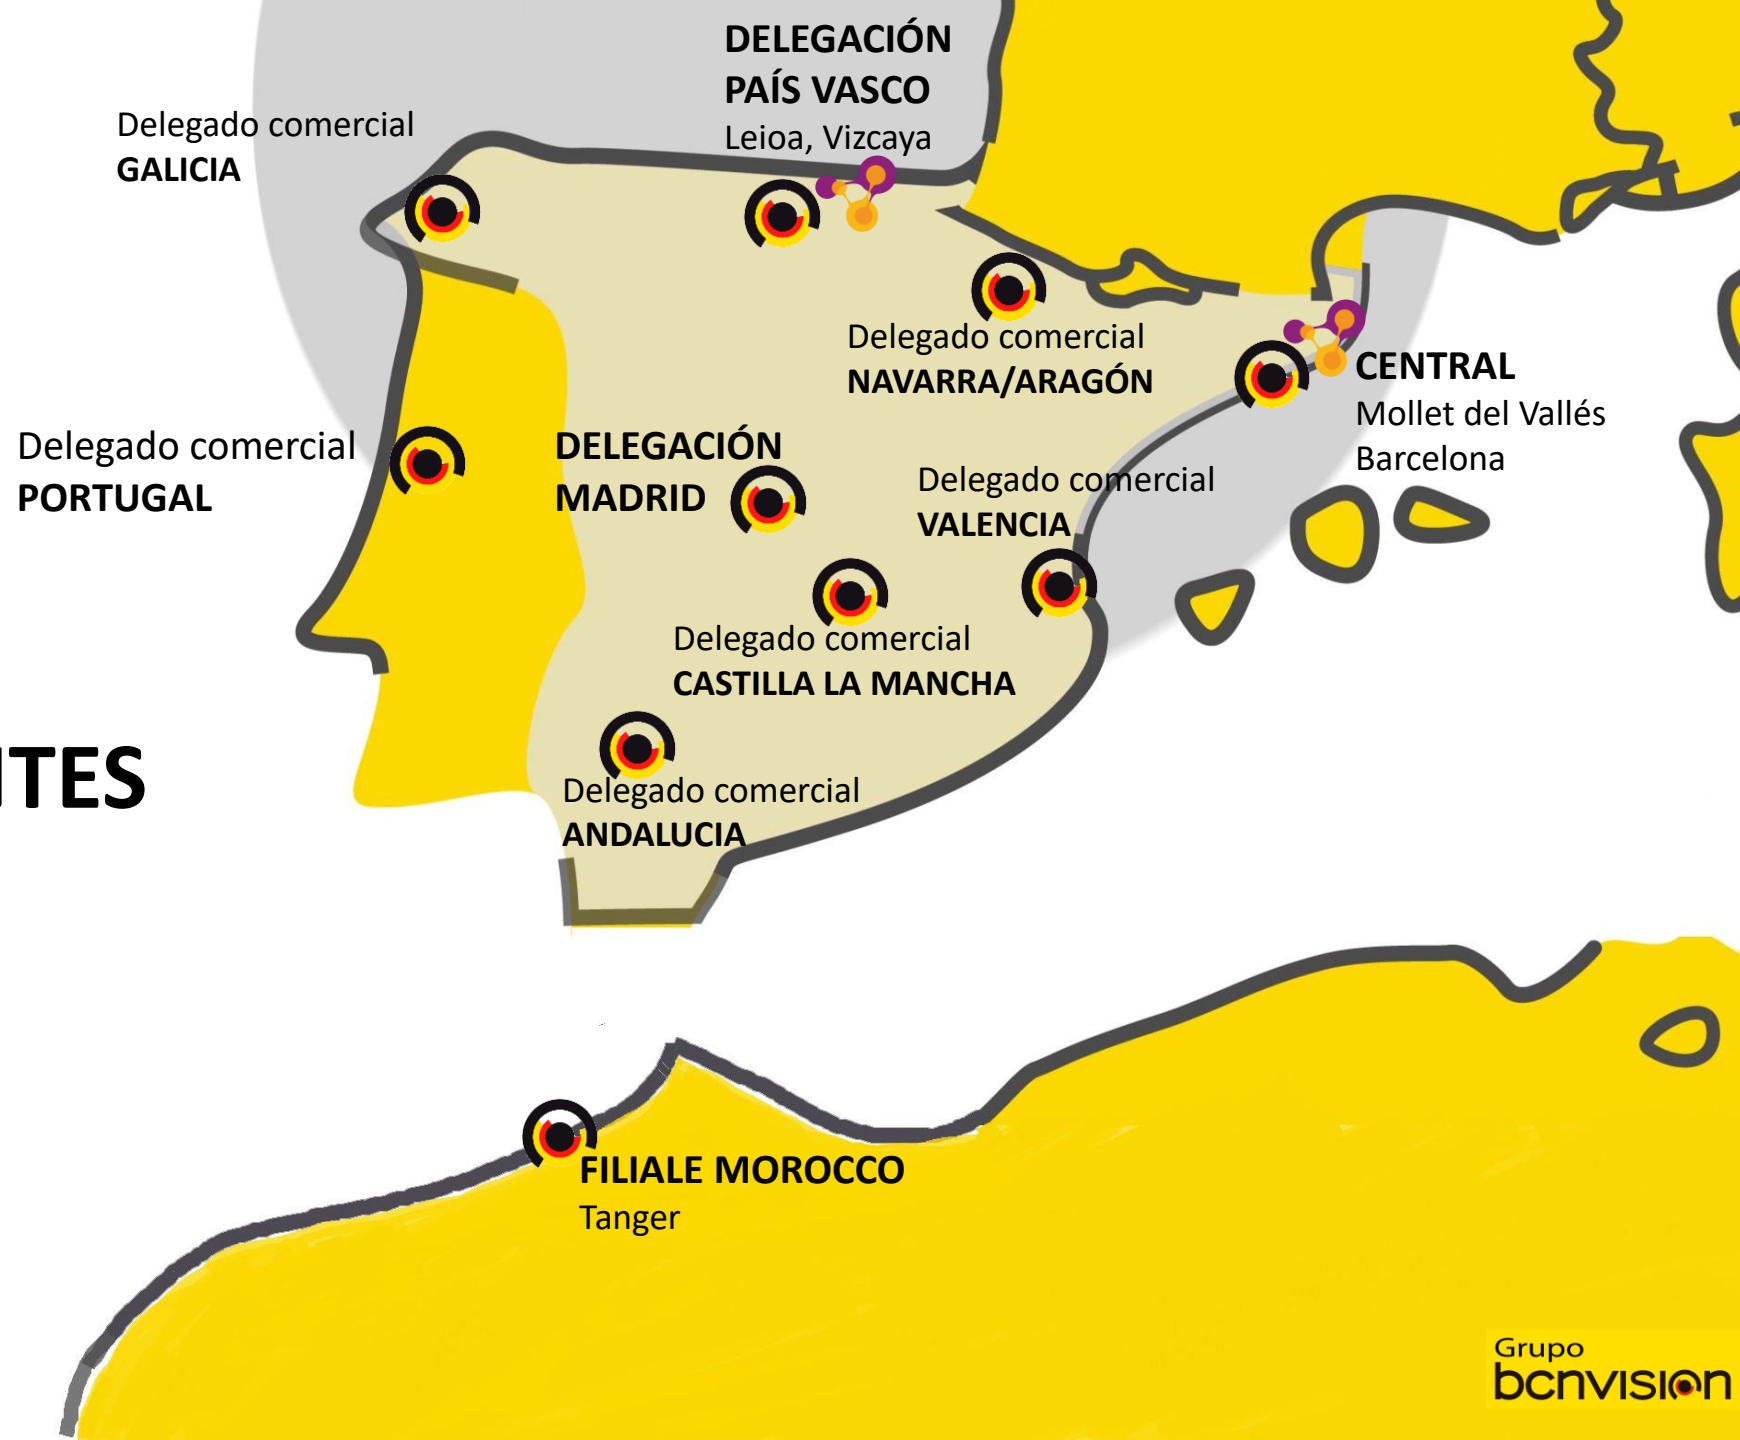 DELEGACIÓN
PAÍS VASCO
Leioa, Vizcaya
Delegado comercial
GALICIA
Delegado comercial
NAVARRA/ARAGÓN
CENTRAL
Mollet del Vallés
Barcelona
Delegado comercial
PORTUGAL
DELEGACIÓN
MADRID
Delegado comercial
VALENCIA
Delegado comercial
CASTILLA LA MANCHA
Delegado comercial
ANDALUCIA
FILIALE MOROCCO
Tanger
Grupo
bcnvision